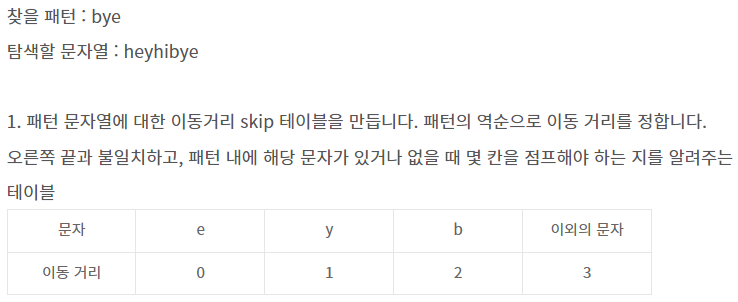 찾을 패턴 : bye
탐색할 문자열 : heyhibye
1. 패턴 문자열에 대한 이동거리 skip 테이블을 만듭니다. 패턴의 역순으로 이동 거리를 정합니다.
오른쪽 끝과 불일치하고, 패턴 내에 해당 문자가 있거나 없을 때 몇 칸을 점프해야 하는 지를 알려주는
테이블
문자 e y b 이외의 문자
이동 거리 0 1 2 3